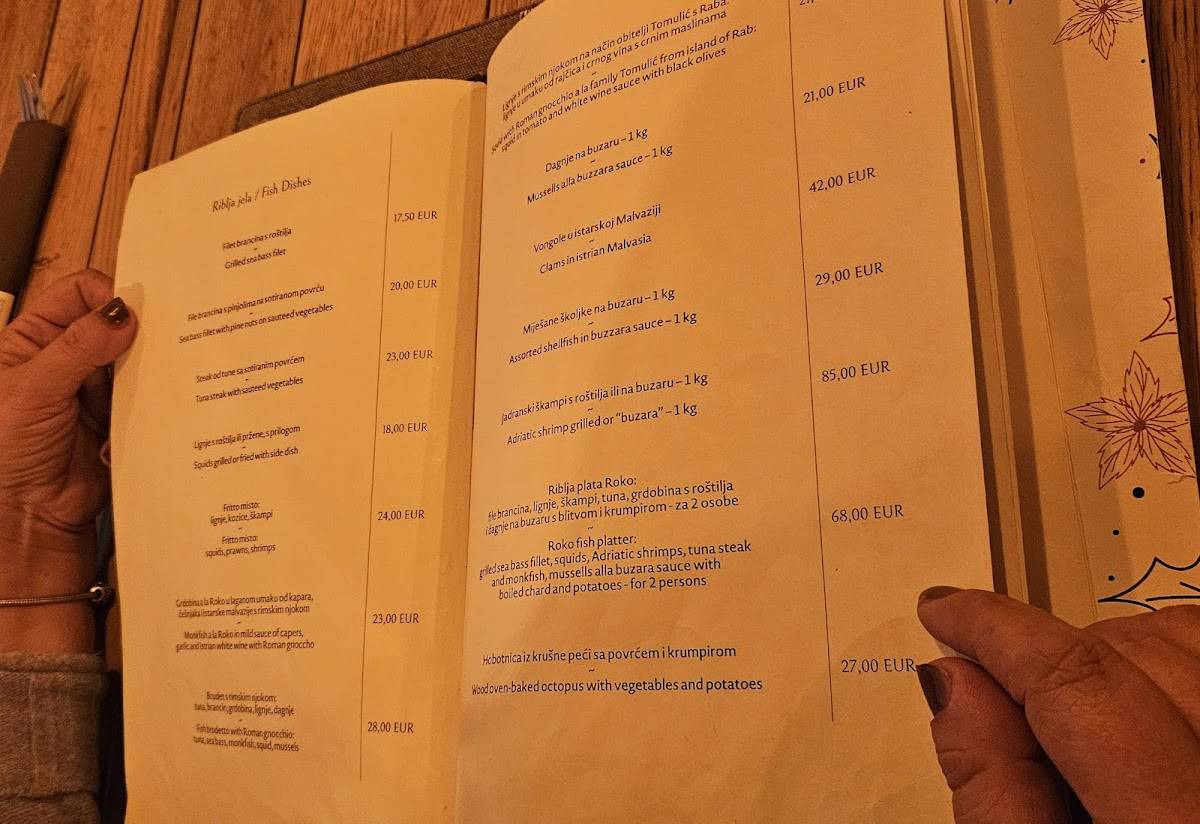 Riblja jela / Fish Dishes
Filet brancina s roštilja
~
Grilled sea bass filet
17,50 EUR
File brancina s pinjolima na sotiranom povrću
~
Sea bass fillet with pine nuts on sauteed vegetables
20,00 EUR
Steak od tune sa sotiranim povrćem
~
Tuna steak with sauteed vegetables
23,00 EUR
Lignje s roštilja ili pržene, s prilogom
~
Squids grilled or fried with side dish
18,00 EUR
Fritto misto:
lignje, kozice, škampi
~
Fritto misto:
squids, prawns, shrimps
24,00 EUR
Grdobina a la Roko u laganom umaku od kapara,
češnjaka i istarske malvazije s rimskim njokom
~
Monkfish a la Roko in mild sauce of capers,
garlic and istrian white wine with Roman gnoccho
23,00 EUR
Brudet s rimskim njokom:
tuna, brancin, grdobina, lignje, dagnje
~
Fish brodetto with Roman gnocchio:
tuna, sea bass, monkfish, squid, mussels
28,00 EUR
Lignje s rimskim njokom na način obitelji Tomulić s Raba:
lignje u umaku od rajčica i crnog vina s crnim maslinama
~
Squid with Roman gnocchio a la family Tomulić from island of Rab:
squid in tomato and white wine sauce with black olives
Dagnje na buzaru – 1 kg
~
Mussels alla buzzara sauce – 1 kg
21,00 EUR
Vongole u istarskoj Malvaziji
~
Clams in istrian Malvasia
42,00 EUR
Miješane školjke na buzaru – 1 kg
~
Assorted shellfish in buzzara sauce – 1 kg
29,00 EUR
Jadranski škampi s roštilja ili na buzaru – 1 kg
~
Adriatic shrimp grilled or "buzara" – 1 kg
85,00 EUR
Riblja plata Roko:
file brancina, lignje, škampi, tuna, grdobina s roštilja
i dagnje na buzaru s blitvom i krumpirom - za 2 osobe
~
Roko fish platter:
grilled sea bass fillet, squids, Adriatic shrimps, tuna steak
and monkfish, mussells alla buzara sauce with
boiled chard and potatoes - for 2 persons
68,00 EUR
Hobotnica iz krušne peći sa povrćem i krumpirom
~
Wood oven-baked octopus with vegetables and potatoes
27,00 EUR